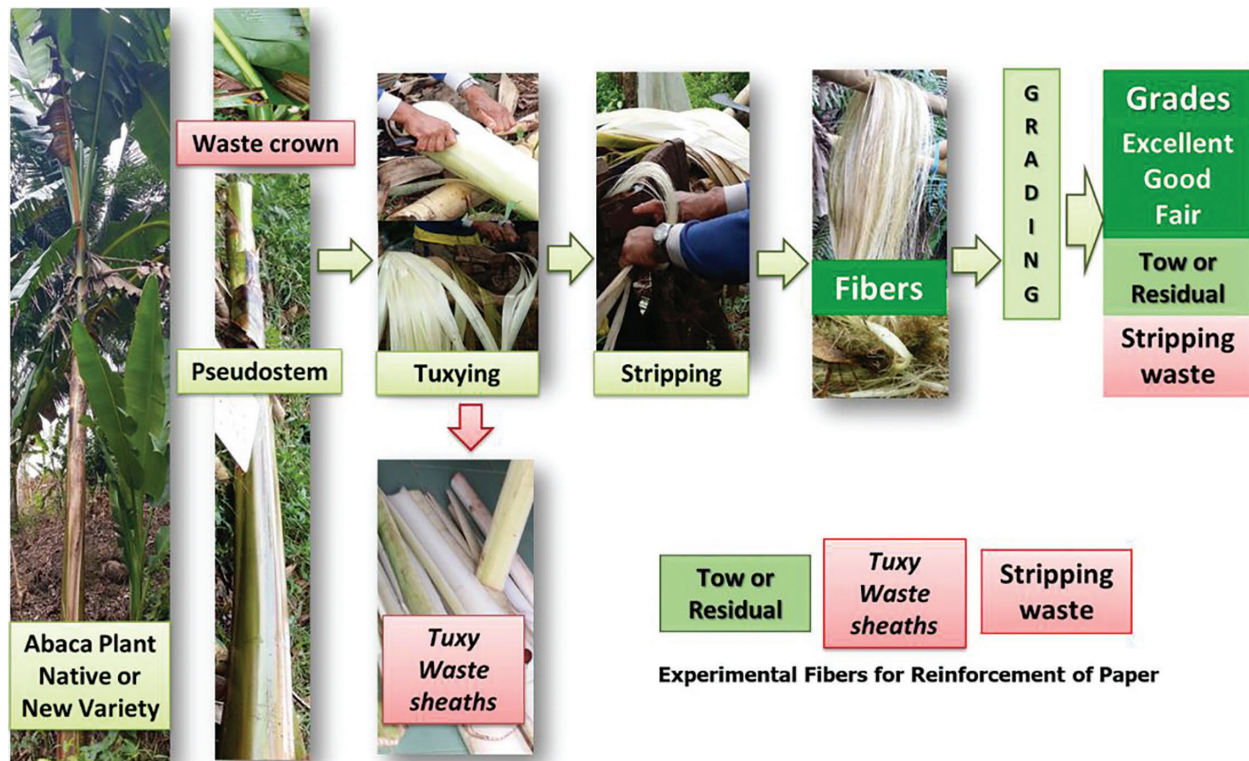 Abaca Plant
Native or
New Variety
Waste crown
Pseudostem
Tuxying
Tuxy
Waste
sheaths
Stripping
Fibers
GRADING
Grades
Excellent
Good
Fair
Tow or
Residual
Stripping
waste
Tow or
Residual
Tuxy
Waste
sheaths
Stripping
waste
Experimental Fibers for Reinforcement of Paper